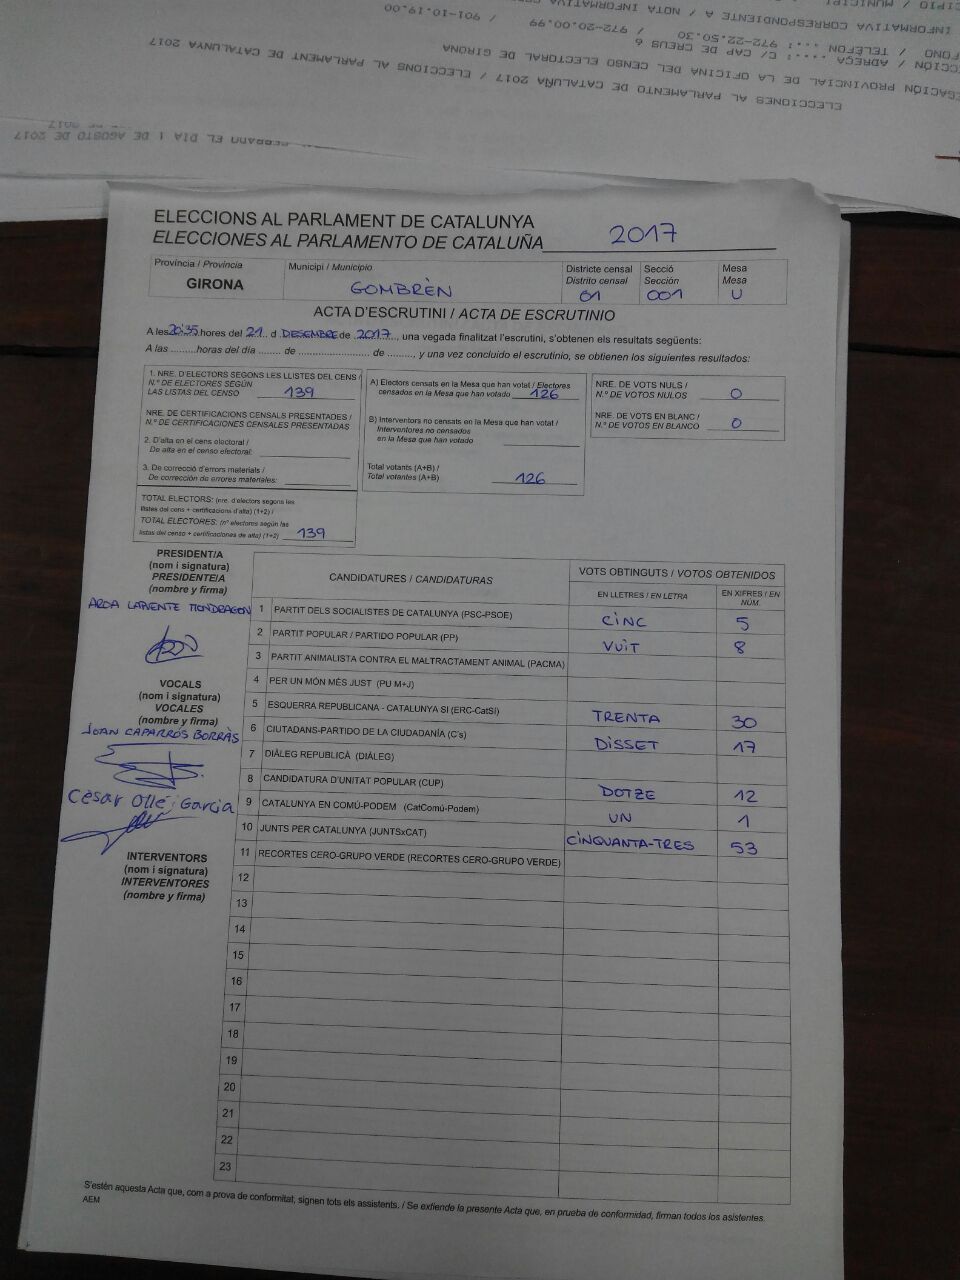 ELECCIONES AL PARLAMENTO DE CATALUÑA 2017 / ELECCIONS AL PARLAMENT DE CATALUNYA 2017
PROVINCIAL DE LA OFICINA DEL CENSO ELECTORAL DE GIRONA
/ ADREÇA ....: C/ CAP DE CREUS 6
/ TELEFON ...: 972-22.50.30 / 972-20.00.99 / 901-10.10.00
INFORMATIVA CORRESPONDIENTE A / NOTA INFORMATIVA
CERRADO EL DIA 1 DE AGOSTO DE 2017
ELECCIONS AL PARLAMENT DE CATALUNYA
ELECCIONES AL PARLAMENTO DE CATALUÑA 2017
Província / Provincia
GIRONA
Municipi / Municipio
GOMBRÈN
Districte censal
Distrito censal
01
Secció
Sección
001
Mesa
Mesa
U
ACTA D'ESCRUTINI / ACTA DE ESCRUTINIO
A les 20:35 hores del 21 d DESEMBRE de 2017, una vegada finalitzat l'escrutini, s'obtenen els resultats següents:
A las .........horas del día ........ de ......................... de ........., y una vez concluido el escrutinio, se obtienen los siguientes resultados:
1. NRE. D'ELECTORS SEGONS LES LLISTES DEL CENS /
N.º DE ELECTORES SEGÚN
LAS LISTAS DEL CENSO 139
NRE. DE CERTIFICACIONS CENSALS PRESENTADES /
N.º DE CERTIFICACIONES CENSALES PRESENTADAS
2. D'alta en el cens electoral /
De alta en el censo electoral:
3. De correcció d'errors materials /
De corrección de errores materiales:
TOTAL ELECTORS: (nre. d'electors segons les
llistes del cens + certificacions d'alta) (1+2) /
TOTAL ELECTORES: (nº electores según las
listas del censo + certificaciones de alta) (1+2) 139
A) Electors censats en la Mesa que han votat / Electores
censados en la Mesa que han votado 126
B) Interventors no censats en la Mesa que han votat /
Interventores no censados
en la Mesa que han votado
Total votants (A+B) /
Total votantes (A+B) 126
NRE. DE VOTS NULS /
N.º DE VOTOS NULOS 0
NRE. DE VOTS EN BLANC /
N.º DE VOTOS EN BLANCO 0
PRESIDENT/A
(nom i signatura)
PRESIDENTE/A
(nombre y firma)
VOCALS
(nom i signatura)
VOCALES
(nombre y firma)
JOAN CAPARRÓS BORRÀS
Cèsar Ollé i Garcia
INTERVENTORS
(nom i signatura)
INTERVENTORES
(nombre y firma)
CANDIDATURES / CANDIDATURAS
VOTS OBTINGUTS / VOTOS OBTENIDOS
EN LLETRES / EN LETRA
EN XIFRES / EN NÚM.
1 PARTIT DELS SOCIALISTES DE CATALUNYA (PSC-PSOE) CINC 5
2 PARTIT POPULAR / PARTIDO POPULAR (PP) VUIT 8
3 PARTIT ANIMALISTA CONTRA EL MALTRACTAMENT ANIMAL (PACMA)
4 PER UN MÓN MÉS JUST (PU M+J)
5 ESQUERRA REPUBLICANA - CATALUNYA SÍ (ERC-CatSí) TRENTA 30
6 CIUTADANS-PARTIDO DE LA CIUDADANÍA (C's) DISSET 17
7 DIÀLEG REPUBLICÀ (DIÀLEG)
8 CANDIDATURA D'UNITAT POPULAR (CUP) DOTZE 12
9 CATALUNYA EN COMÚ-PODEM (CatComú-Podem) UN 1
10 JUNTS PER CATALUNYA (JUNTSxCAT) CINQUANTA-TRES 53
11 RECORTES CERO-GRUPO VERDE (RECORTES CERO-GRUPO VERDE)
12
13
14
15
16
17
18
19
20
21
22
23
S'estén aquesta Acta que, com a prova de conformitat, signen tots els assistents. / Se extiende la presente Acta que, en prueba de conformidad, firman todos los asistentes.
AEM